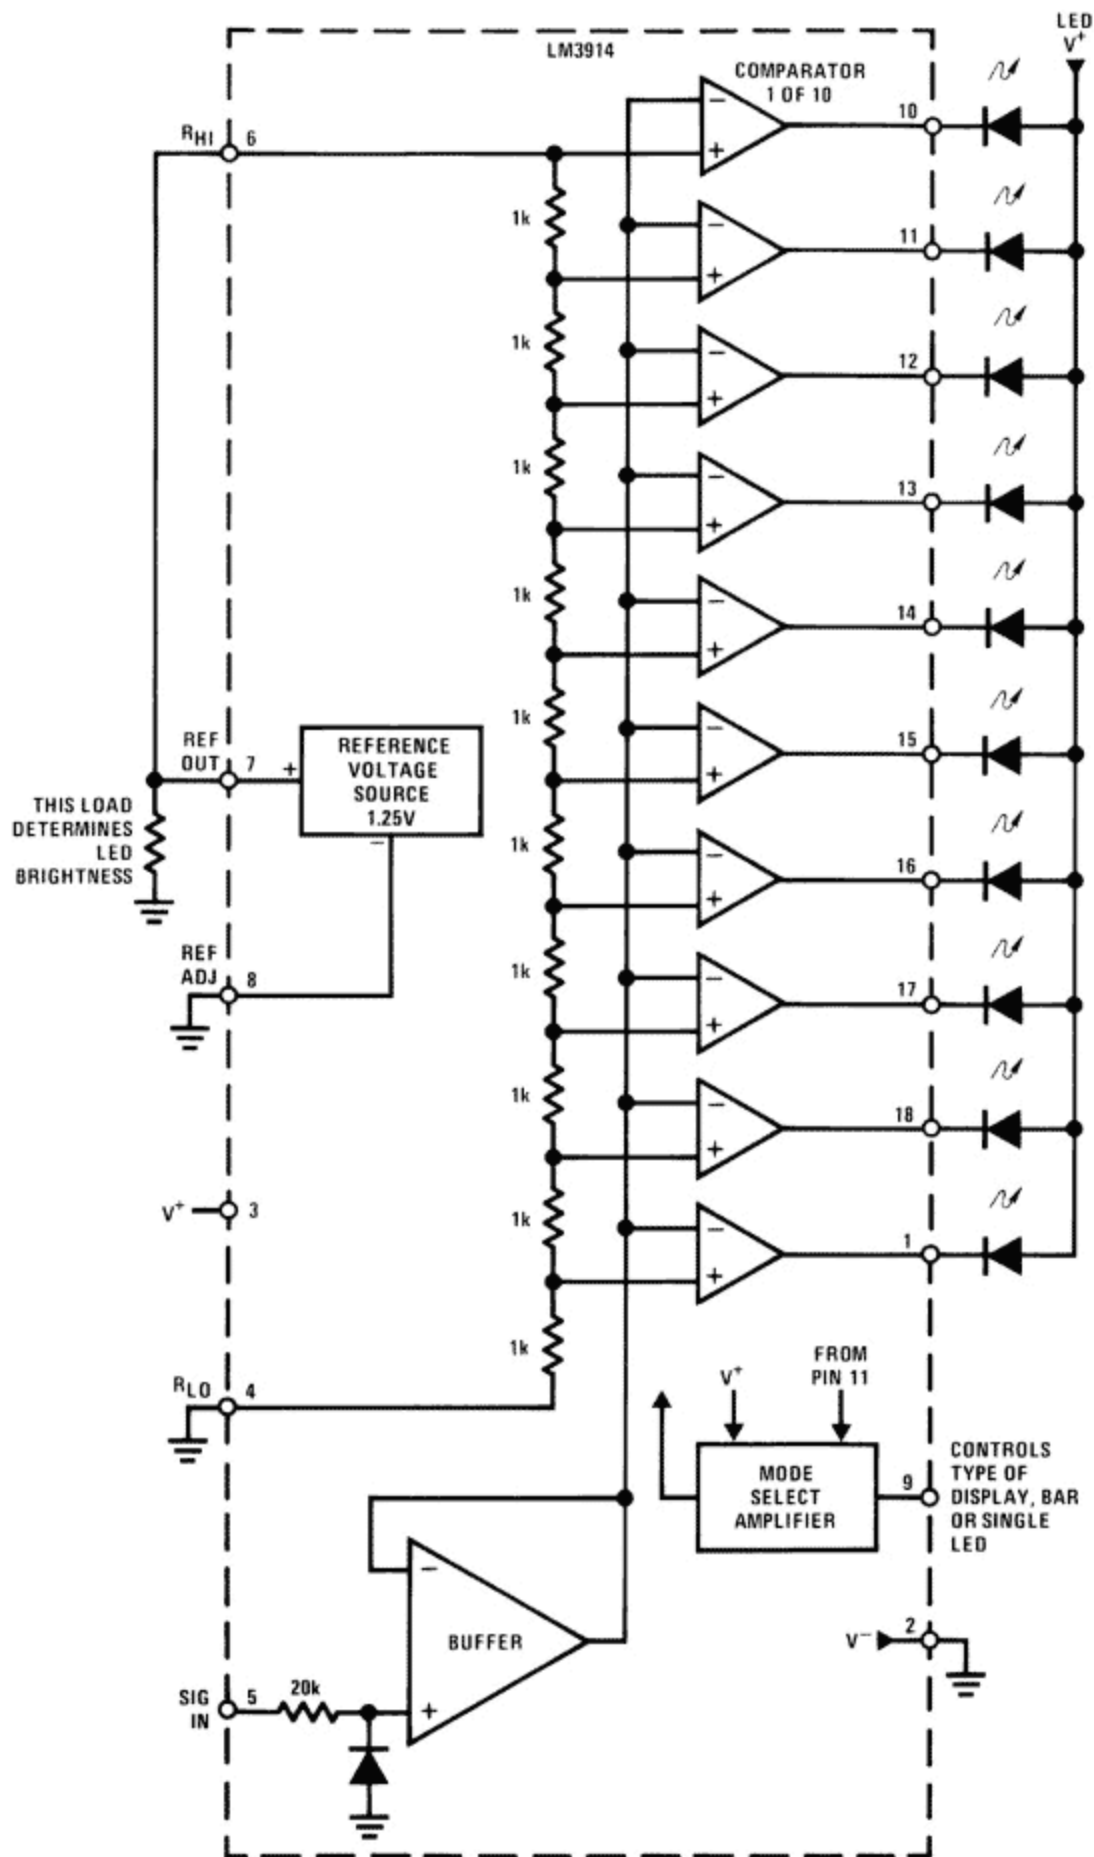 LED
V+
LM3914
COMPARATOR
1 OF 10
−
+
10
RHI
6
1k
−
+
11
1k
−
+
12
1k
−
+
13
1k
−
+
14
1k
−
+
15
REF
OUT
7
+
REFERENCE
VOLTAGE
SOURCE
1.25V
−
THIS LOAD
DETERMINES
LED
BRIGHTNESS
1k
−
+
16
REF
ADJ
8
1k
−
+
17
1k
−
+
18
V+
3
1k
−
+
1
1k
RLO
4
V+
FROM
PIN 11
MODE
SELECT
AMPLIFIER
9
CONTROLS
TYPE OF
DISPLAY, BAR
OR SINGLE
LED
−
BUFFER
+
V−
2
SIG
IN
5
20k